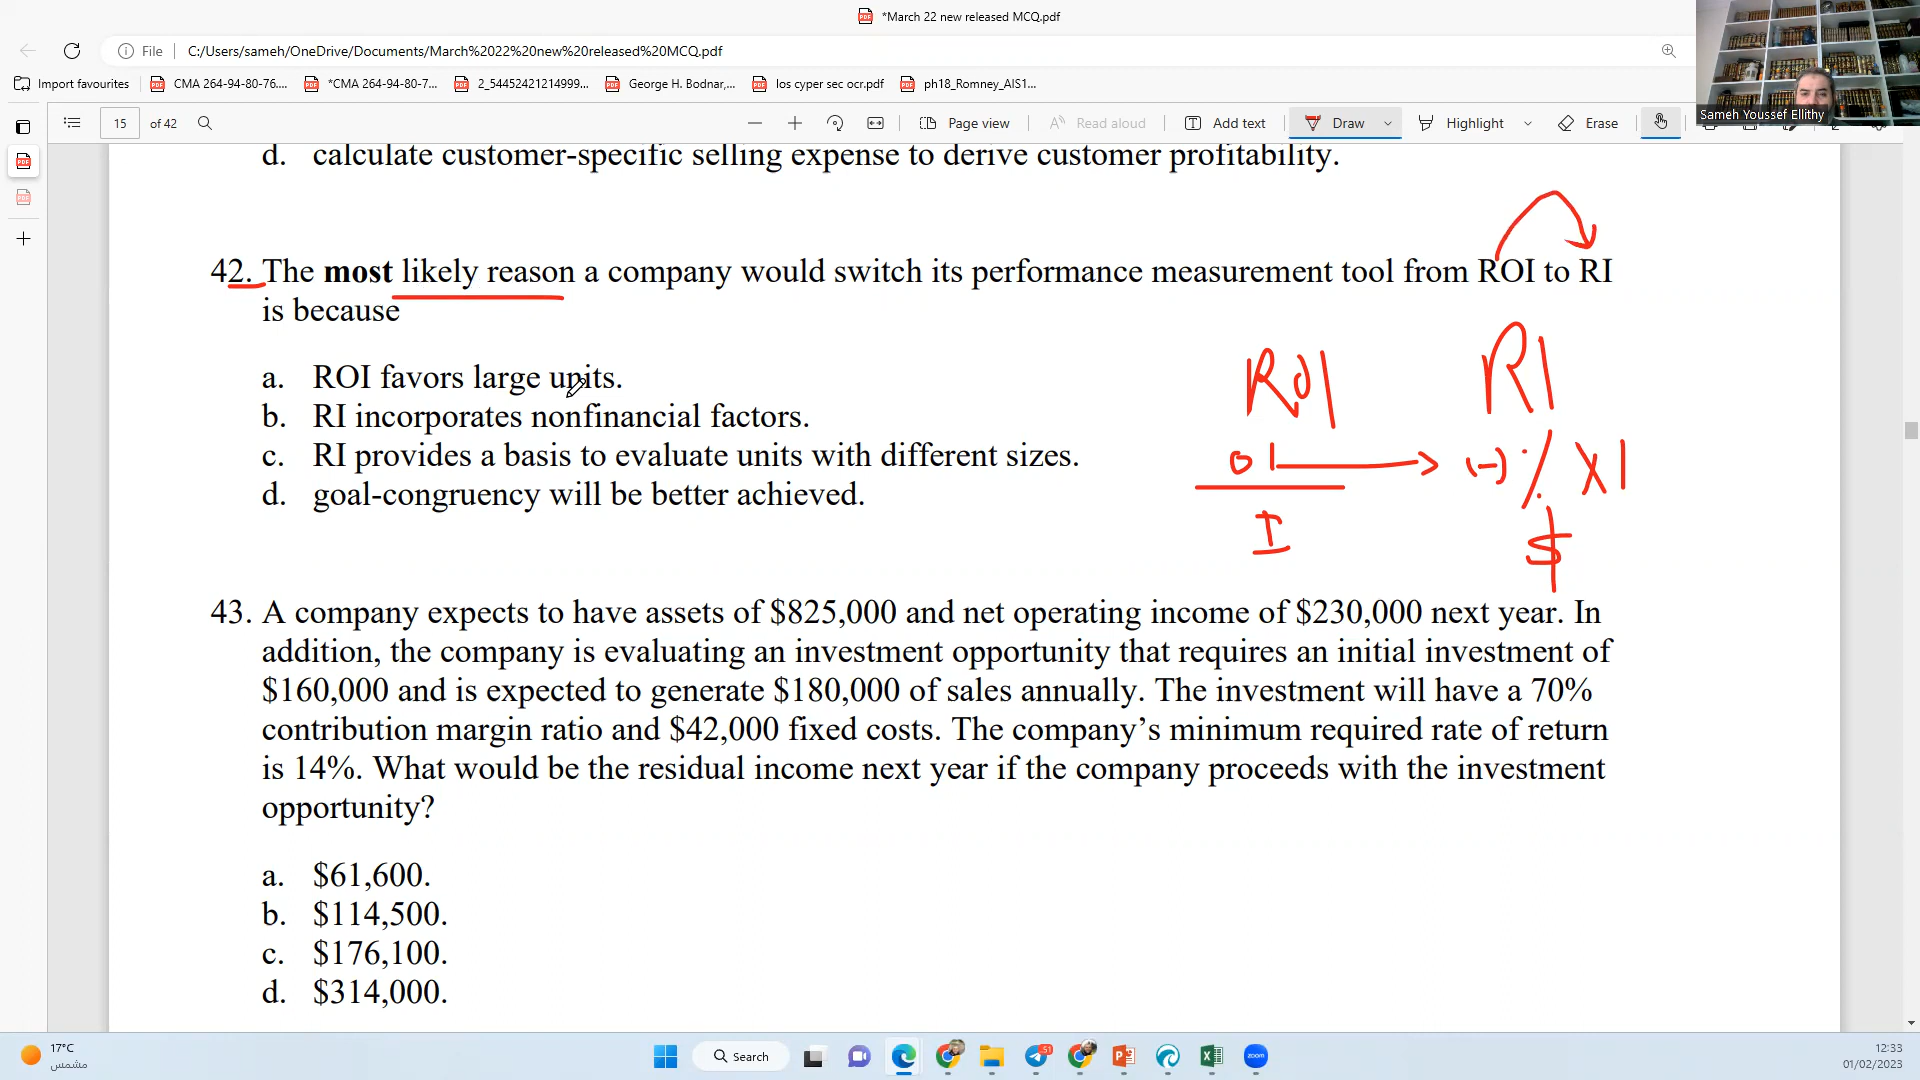 *March 22 new released MCQ.pdf
File
C:/Users/sameh/OneDrive/Documents/March%2022%20new%20released%20MCQ.pdf
Import favourites
CMA 264-94-80-76....
*CMA 264-94-80-7...
2_54452421214999...
George H. Bodnar,...
los cyper sec ocr.pdf
ph18_Romney_AIS1...
Sameh Youssef Ellithy
15 of 42
Page view
Read aloud
Add text
Draw
Highlight
Erase
d. calculate customer-specific selling expense to derive customer profitability.
42. The most likely reason a company would switch its performance measurement tool from ROI to RI
is because
a. ROI favors large units.
b. RI incorporates nonfinancial factors.
c. RI provides a basis to evaluate units with different sizes.
d. goal-congruency will be better achieved.
ROI
RI
OI
(-) % X I
I
$
43. A company expects to have assets of $825,000 and net operating income of $230,000 next year. In
addition, the company is evaluating an investment opportunity that requires an initial investment of
$160,000 and is expected to generate $180,000 of sales annually. The investment will have a 70%
contribution margin ratio and $42,000 fixed costs. The company’s minimum required rate of return
is 14%. What would be the residual income next year if the company proceeds with the investment
opportunity?
a. $61,600.
b. $114,500.
c. $176,100.
d. $314,000.
17°C
مشمس
Search
51
zoom
12:33
01/02/2023